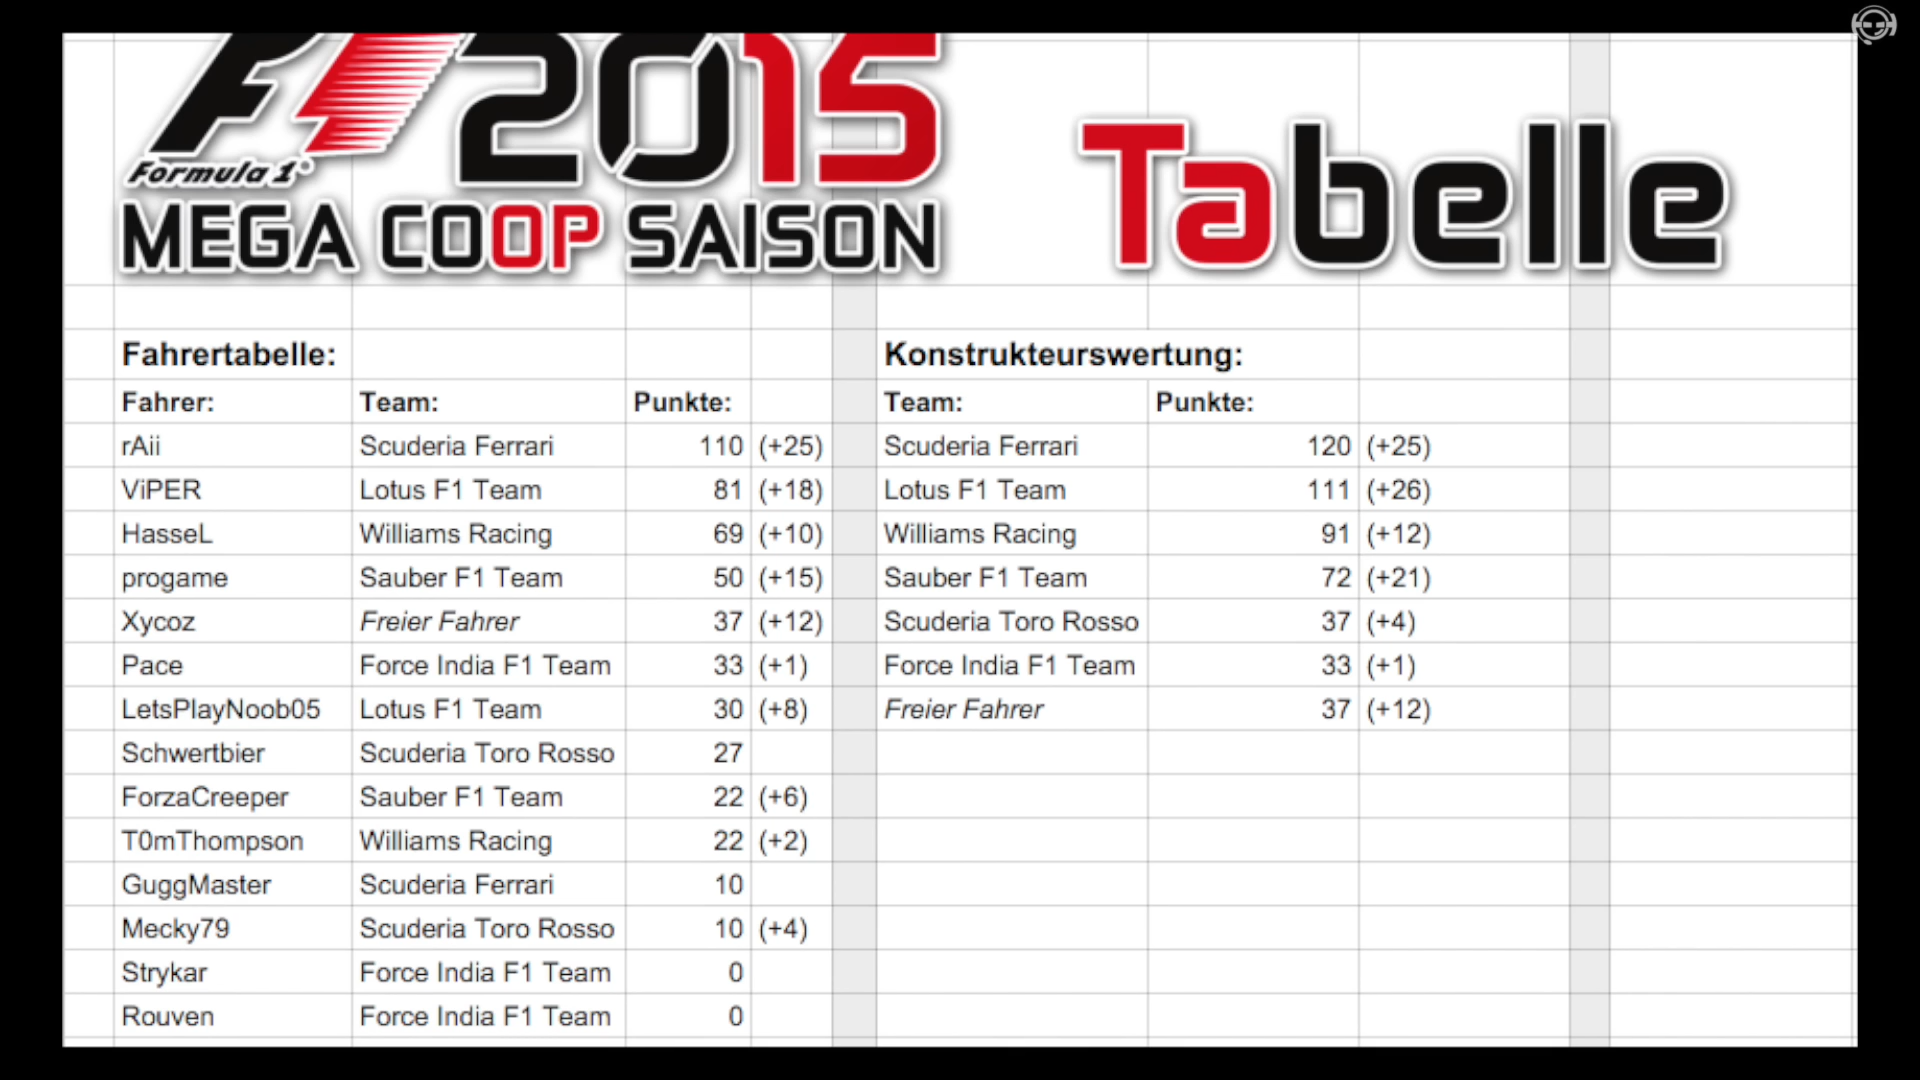 F1 2015
Formula 1®
MEGA COOP SAISON
Tabelle
Fahrertabelle:
Fahrer: Team: Punkte:
rAii Scuderia Ferrari 110 (+25)
ViPER Lotus F1 Team 81 (+18)
HasseL Williams Racing 69 (+10)
progame Sauber F1 Team 50 (+15)
Xycoz Freier Fahrer 37 (+12)
Pace Force India F1 Team 33 (+1)
LetsPlayNoob05 Lotus F1 Team 30 (+8)
Schwertbier Scuderia Toro Rosso 27
ForzaCreeper Sauber F1 Team 22 (+6)
T0mThompson Williams Racing 22 (+2)
GuggMaster Scuderia Ferrari 10
Mecky79 Scuderia Toro Rosso 10 (+4)
Strykar Force India F1 Team 0
Rouven Force India F1 Team 0
Konstrukteurswertung:
Team: Punkte:
Scuderia Ferrari 120 (+25)
Lotus F1 Team 111 (+26)
Williams Racing 91 (+12)
Sauber F1 Team 72 (+21)
Scuderia Toro Rosso 37 (+4)
Force India F1 Team 33 (+1)
Freier Fahrer 37 (+12)